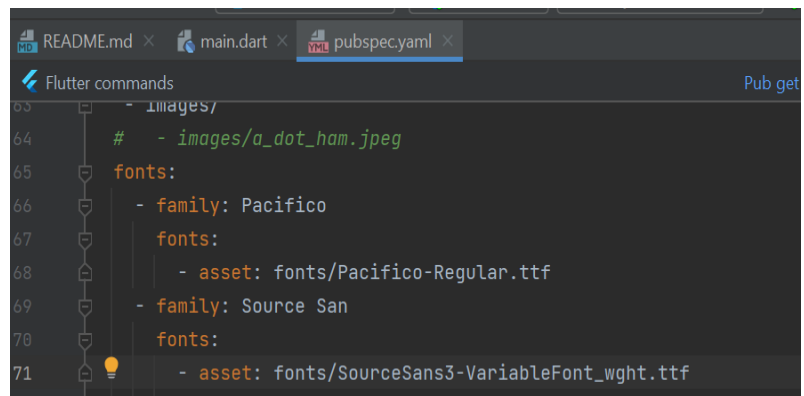 README.md main.dart pubspec.yaml
Flutter commands Pub get
63 - images/
64 # - images/a_dot_ham.jpeg
65 fonts:
66 - family: Pacifico
67 fonts:
68 - asset: fonts/Pacifico-Regular.ttf
69 - family: Source San
70 fonts:
71 - asset: fonts/SourceSans3-VariableFont_wght.ttf